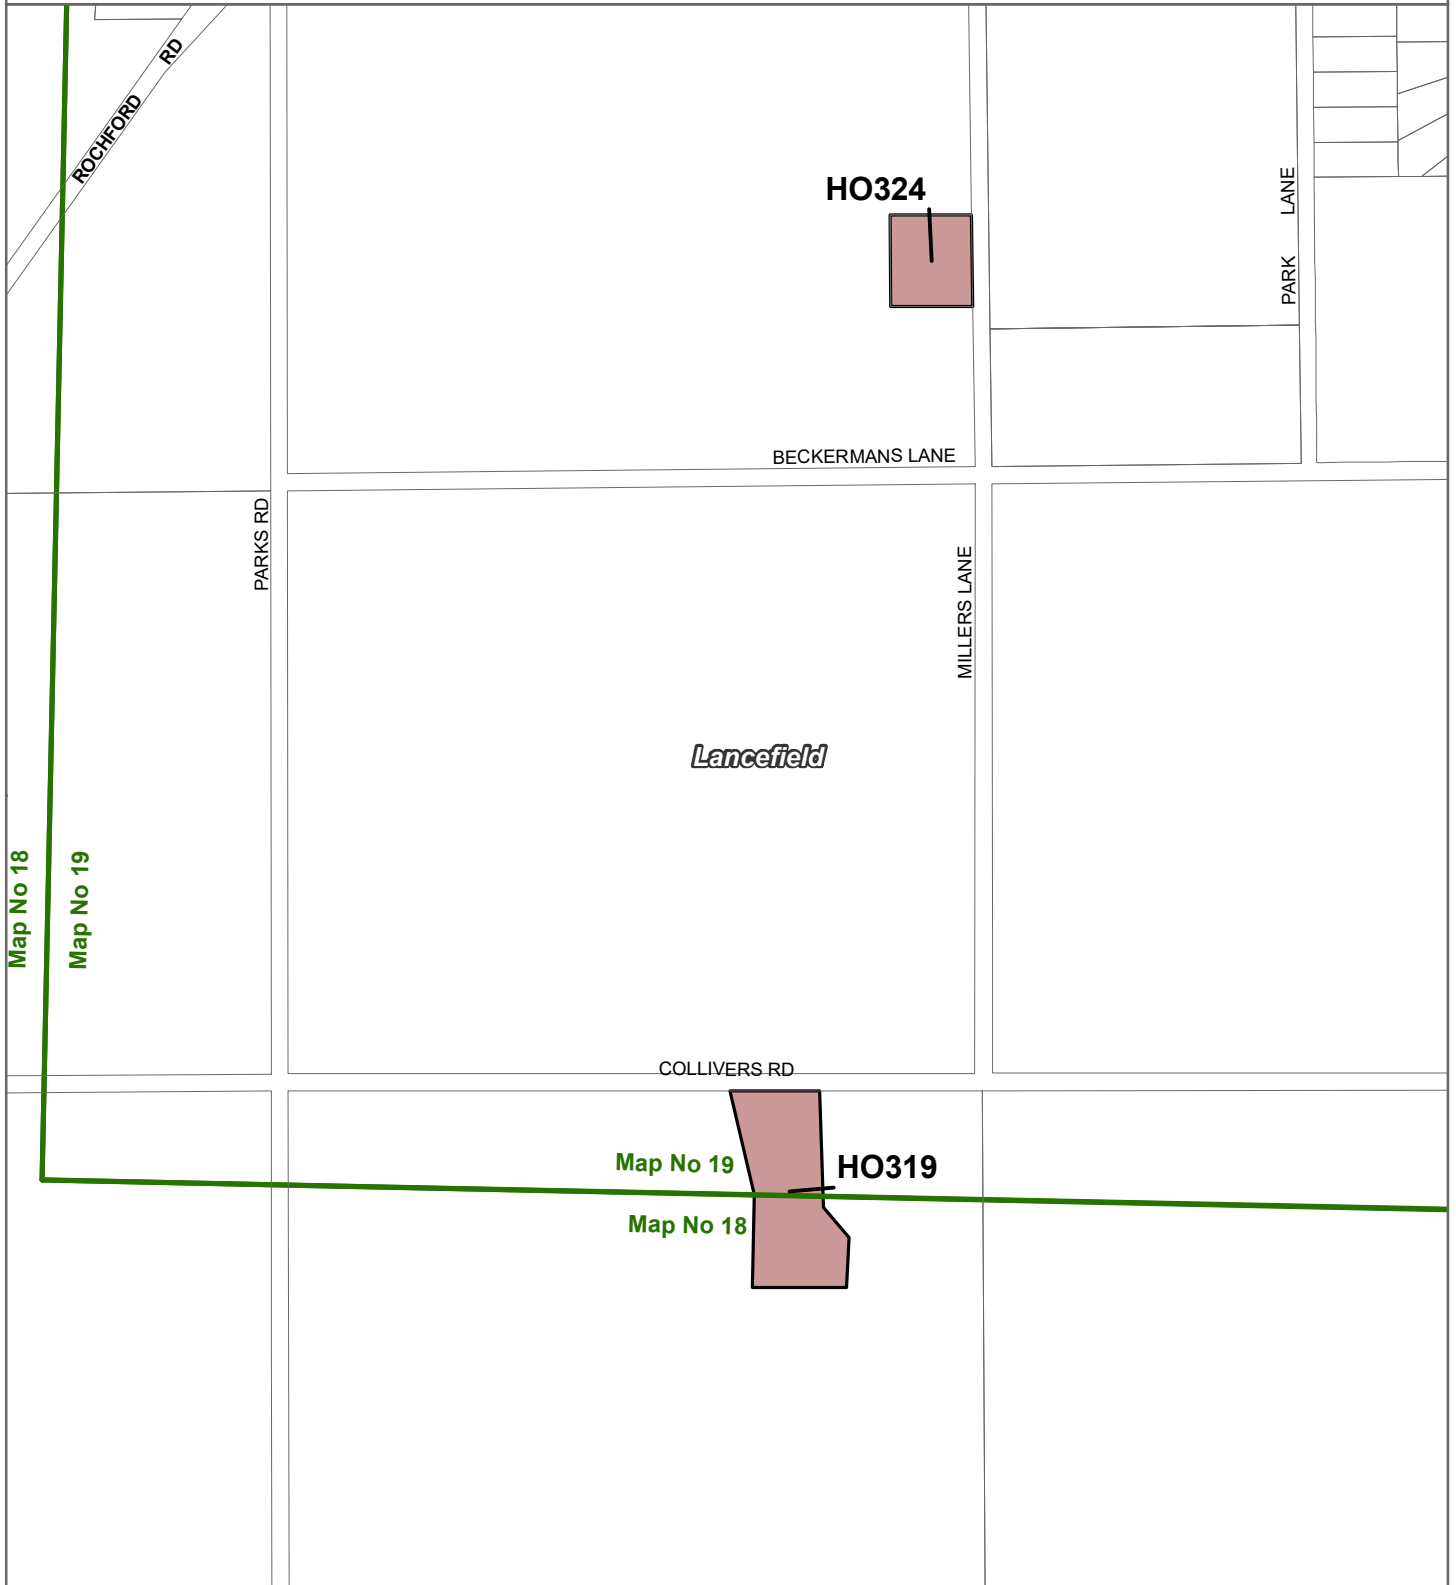 ROCHFORD RD
HO324
PARK LANE
BECKERMANS LANE
PARKS RD
MILLERS LANE
Lancefield
Map No 18
Map No 19
COLLIVERS RD
Map No 19
HO319
Map No 18